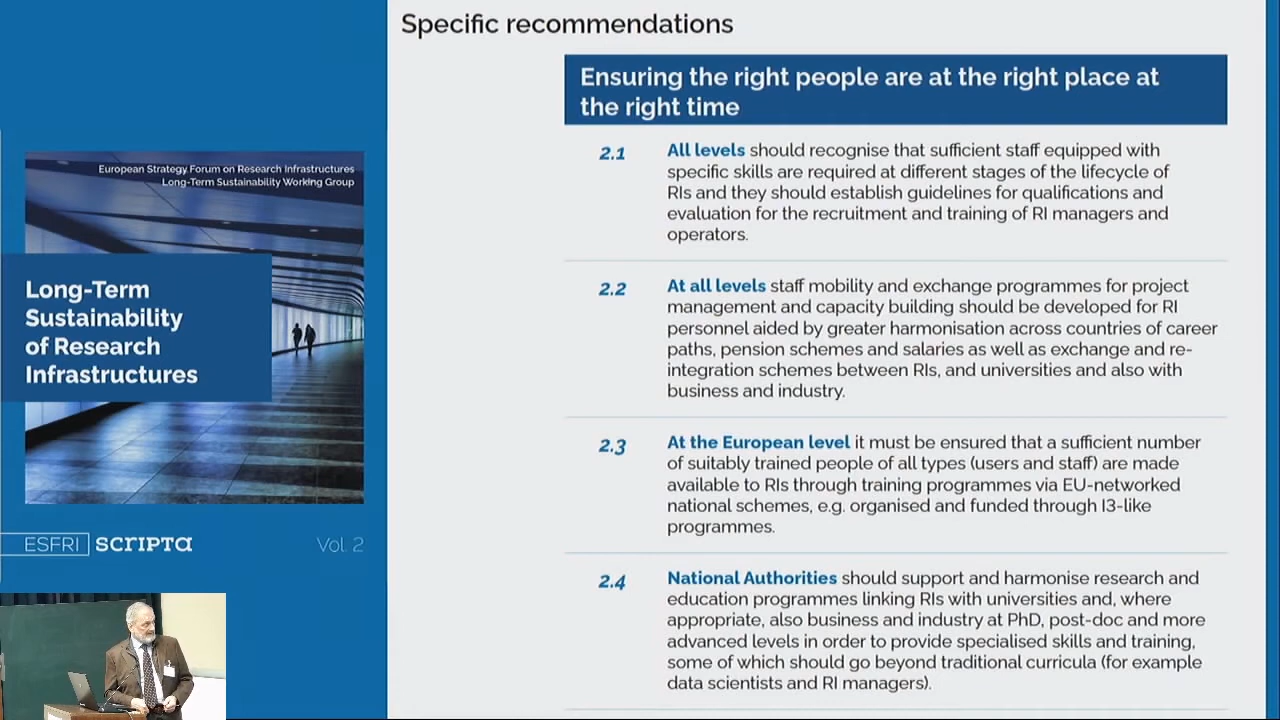 Specific recommendations
Ensuring the right people are at the right place at
the right time
2.1
All levels should recognise that sufficient staff equipped with
specific skills are required at different stages of the lifecycle of
RIs and they should establish guidelines for qualifications and
evaluation for the recruitment and training of RI managers and
operators.
2.2
At all levels staff mobility and exchange programmes for project
management and capacity building should be developed for RI
personnel aided by greater harmonisation across countries of career
paths, pension schemes and salaries as well as exchange and re-
integration schemes between RIs, and universities and also with
business and industry.
2.3
At the European level it must be ensured that a sufficient number
of suitably trained people of all types (users and staff) are made
available to RIs through training programmes via EU-networked
national schemes, e.g. organised and funded through I3-like
programmes.
2.4
National Authorities should support and harmonise research and
education programmes linking RIs with universities and, where
appropriate, also business and industry at PhD, post-doc and more
advanced levels in order to provide specialised skills and training,
some of which should go beyond traditional curricula (for example
data scientists and RI managers).
European Strategy Forum on Research Infrastructures
Long-Term Sustainability Working Group
Long-Term
Sustainability
of Research
Infrastructures
ESFRI SCRIPTA
Vol. 2